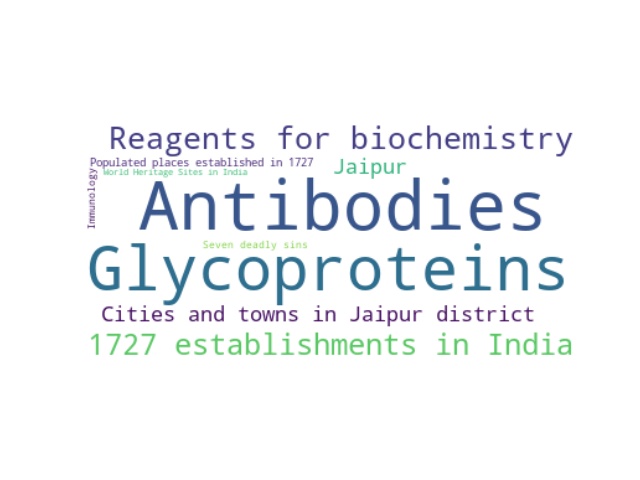 Reagents for biochemistry
Populated places established in 1727
Jaipur
World Heritage Sites in India
Immunology
Antibodies
Seven deadly sins
Glycoproteins
Cities and towns in Jaipur district
1727 establishments in India